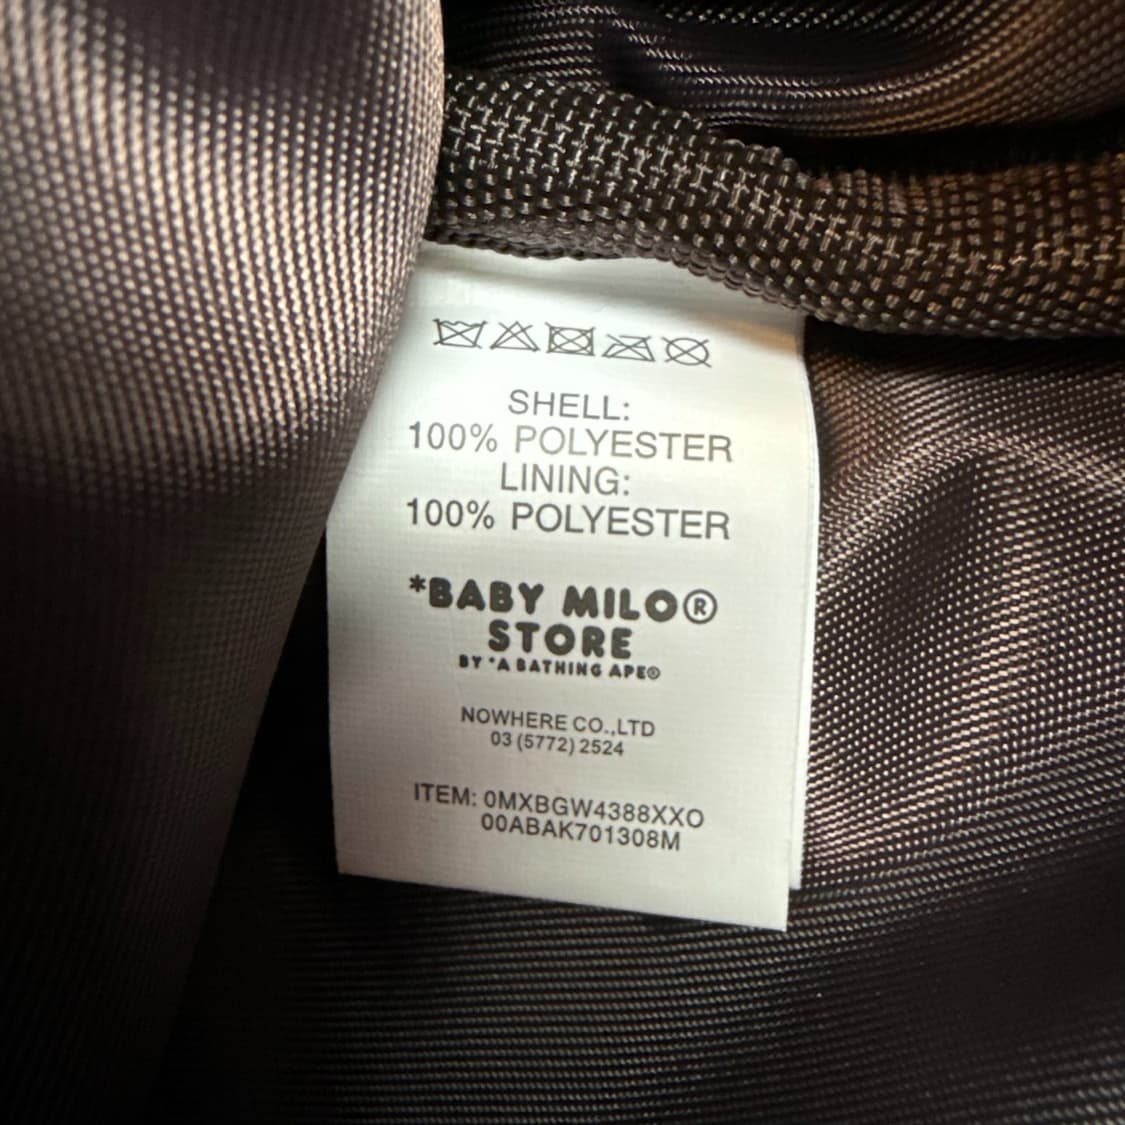 SHELL:
100% POLYESTER
LINING:
100% POLYESTER
*BABY MILO®
STORE
BY *A BATHING APE®
NOWHERE CO.,LTD
03 (5772) 2524
ITEM: 0MXBGW4388XXO
00ABAK701308M